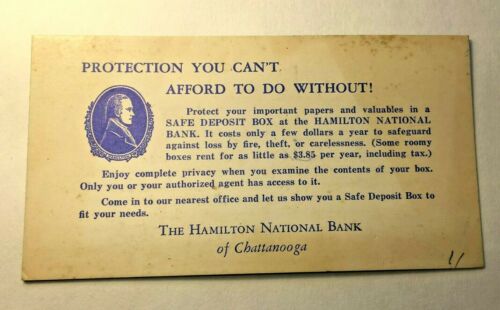 PROTECTION YOU CAN'T
AFFORD TO DO WITHOUT!
Protect your important papers and valuables in a
SAFE DEPOSIT BOX at the HAMILTON NATIONAL
BANK. It costs only a few dollars a year to safeguard
against loss by fire, theft, or carelessness. (Some roomy
boxes rent for as little as $3.85 per year, including tax.)
Enjoy complete privacy when you examine the contents of your box.
Only you or your authorized agent has access to it.
Come in to our nearest office and let us show you a Safe Deposit Box to
fit your needs.
THE HAMILTON NATIONAL BANK
of Chattanooga